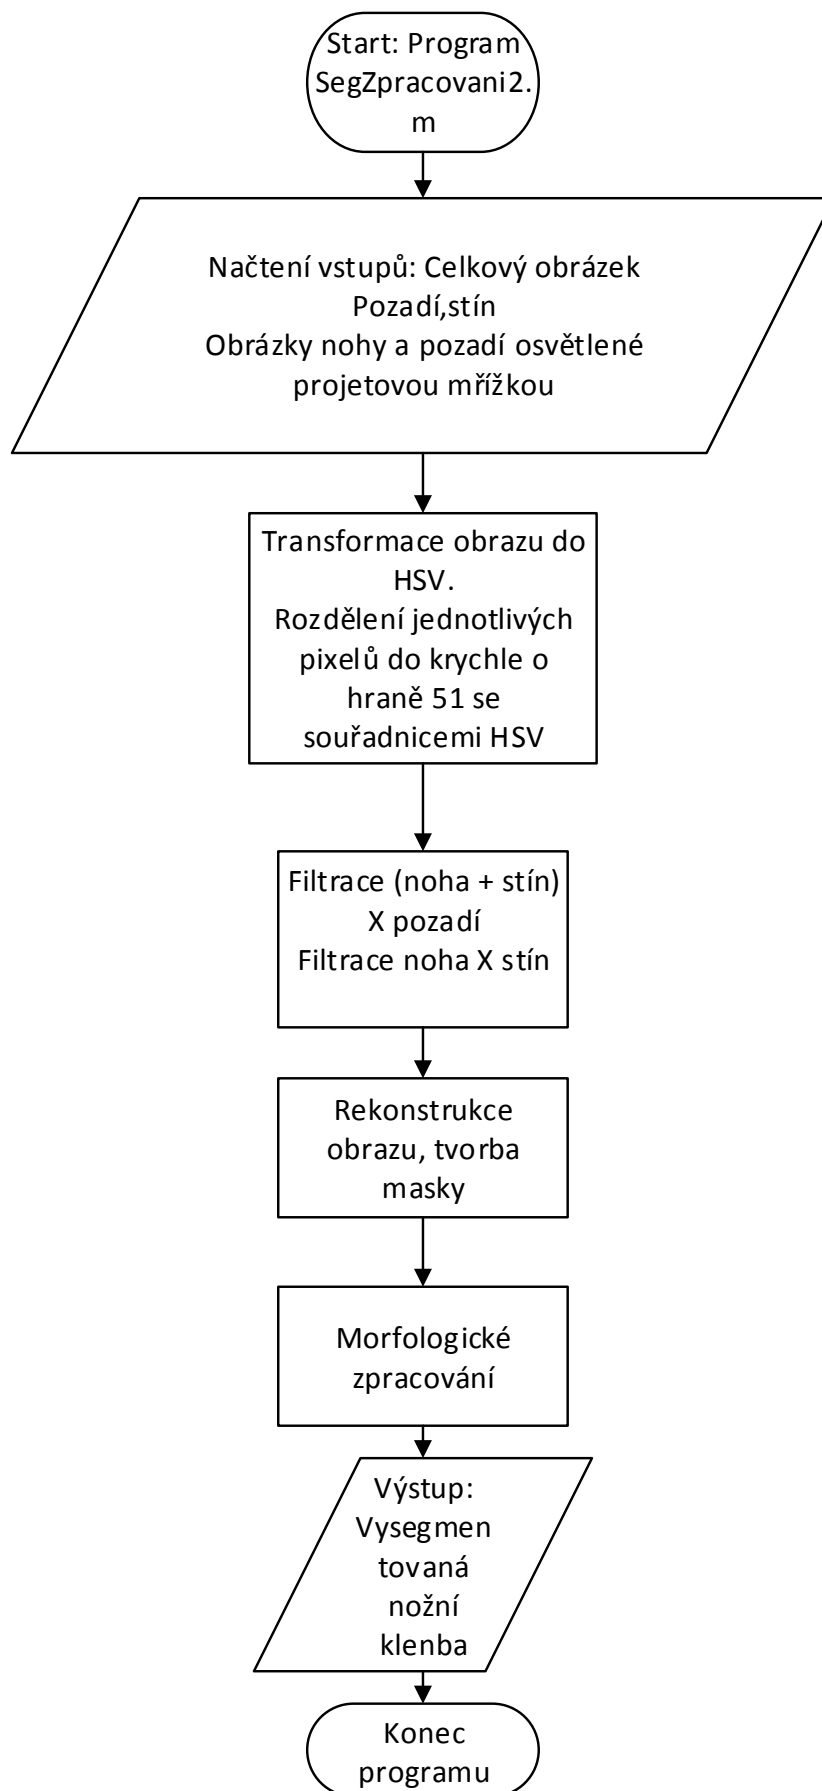 Start: Program
SegZpracovani2.
m
Načtení vstupů: Celkový obrázek
Pozadí,stín
Obrázky nohy a pozadí osvětlené
projetovou mřížkou
Transformace obrazu do
HSV.
Rozdělení jednotlivých
pixelů do krychle o
hraně 51 se
souřadnicemi HSV
Filtrace (noha + stín)
X pozadí
Filtrace noha X stín
Rekonstrukce
obrazu, tvorba
masky
Morfologické
zpracování
Výstup:
Vysegmen
tovaná
nožní
klenba
Konec
programu